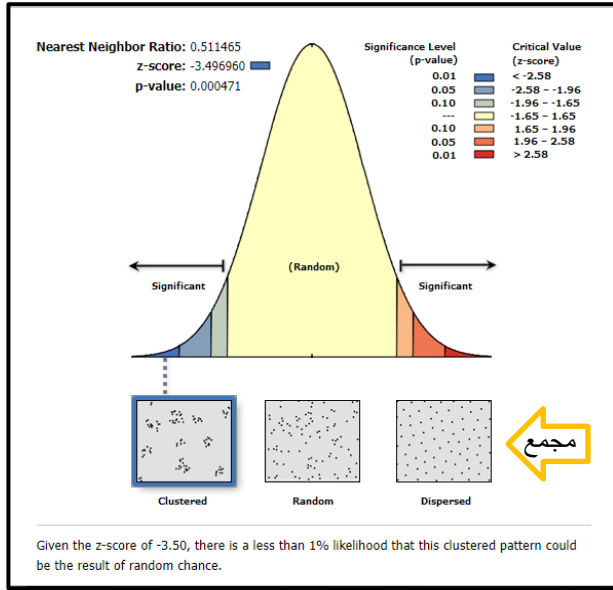 Nearest Neighbor Ratio: 0.511465
z-score: -3.496960
p-value: 0.000471
Significance Level
(p-value)
Critical Value
(z-score)
0.01 < -2.58
0.05 -2.58 – -1.96
0.10 -1.96 – -1.65
--- -1.65 – 1.65
0.10 1.65 – 1.96
0.05 1.96 – 2.58
0.01 > 2.58
(Random)
Significant
Significant
مجمع
Clustered
Random
Dispersed
Given the z-score of -3.50, there is a less than 1% likelihood that this clustered pattern could
be the result of random chance.